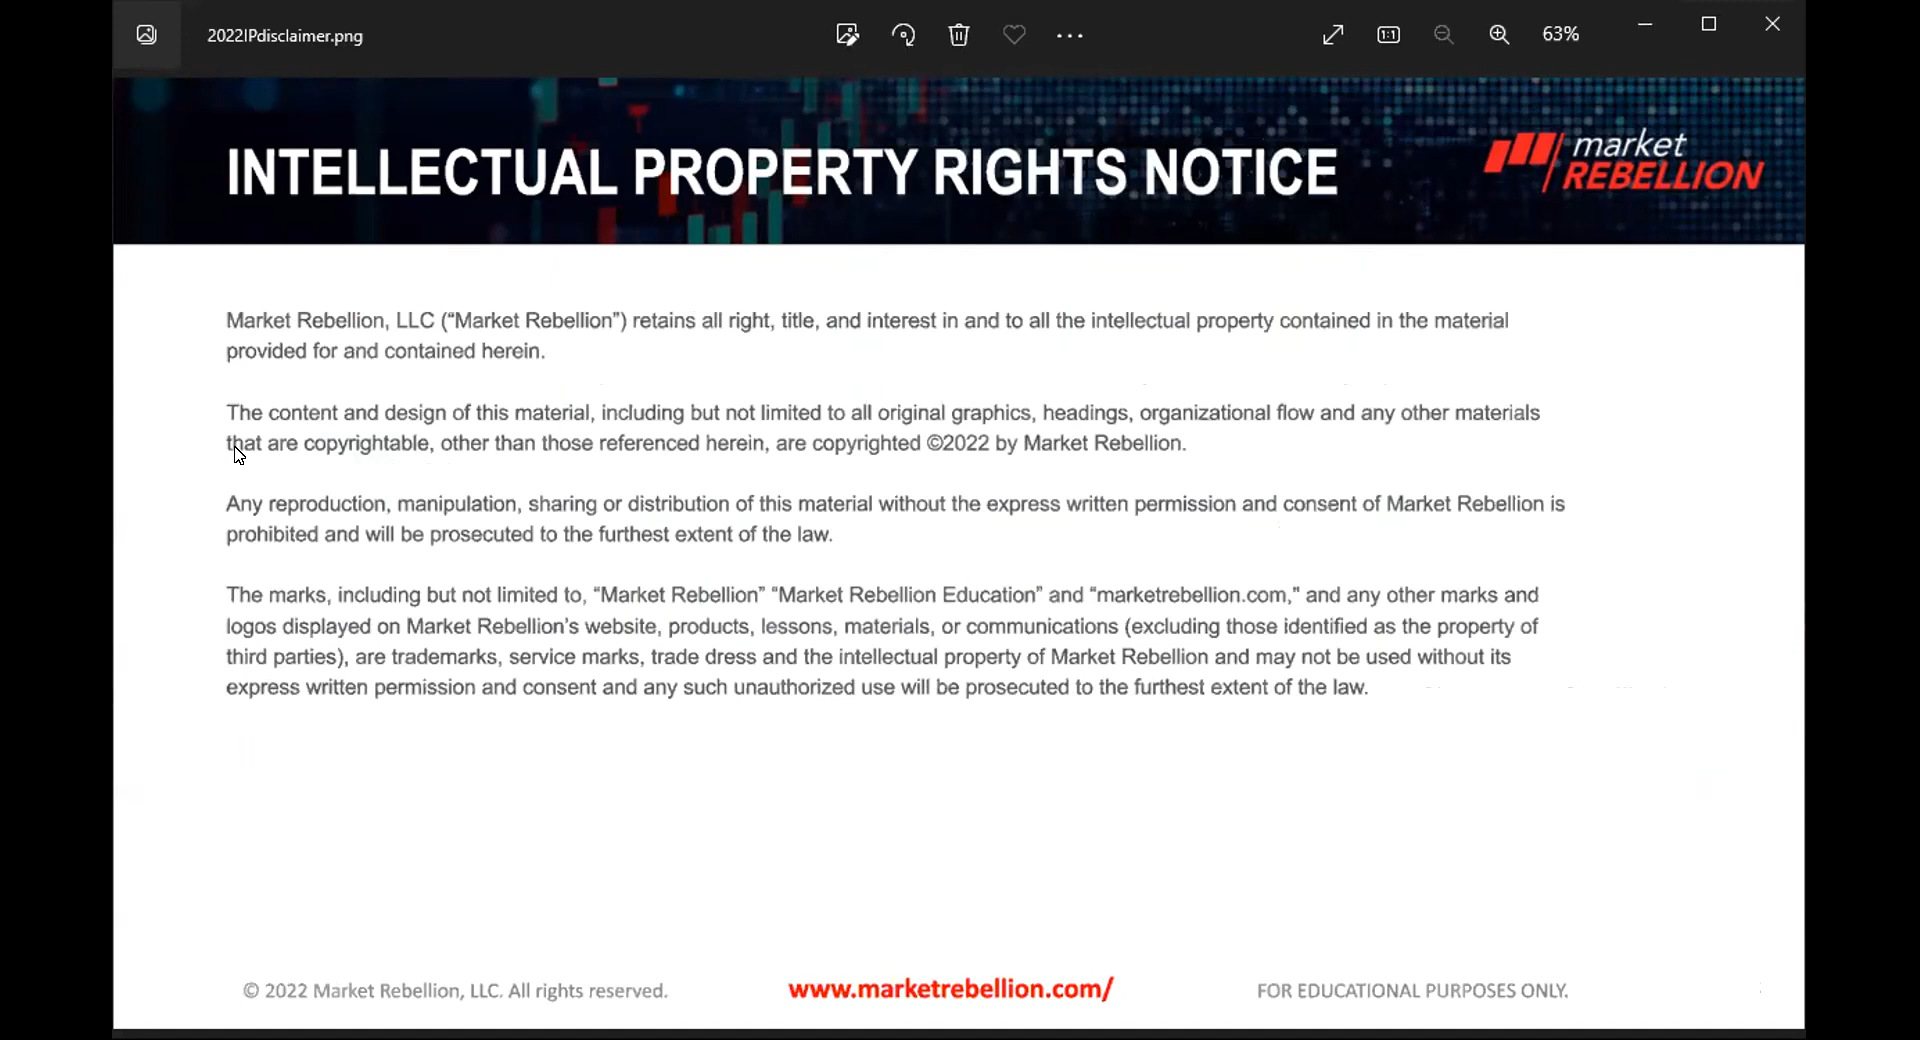 2022IPdisclaimer.png
63%
INTELLECTUAL PROPERTY RIGHTS NOTICE
market
REBELLION
Market Rebellion, LLC (“Market Rebellion”) retains all right, title, and interest in and to all the intellectual property contained in the material
provided for and contained herein.
The content and design of this material, including but not limited to all original graphics, headings, organizational flow and any other materials
that are copyrightable, other than those referenced herein, are copyrighted ©2022 by Market Rebellion.
Any reproduction, manipulation, sharing or distribution of this material without the express written permission and consent of Market Rebellion is
prohibited and will be prosecuted to the furthest extent of the law.
The marks, including but not limited to, “Market Rebellion” “Market Rebellion Education” and “marketrebellion.com," and any other marks and
logos displayed on Market Rebellion’s website, products, lessons, materials, or communications (excluding those identified as the property of
third parties), are trademarks, service marks, trade dress and the intellectual property of Market Rebellion and may not be used without its
express written permission and consent and any such unauthorized use will be prosecuted to the furthest extent of the law.
© 2022 Market Rebellion, LLC. All rights reserved.
www.marketrebellion.com/
FOR EDUCATIONAL PURPOSES ONLY.